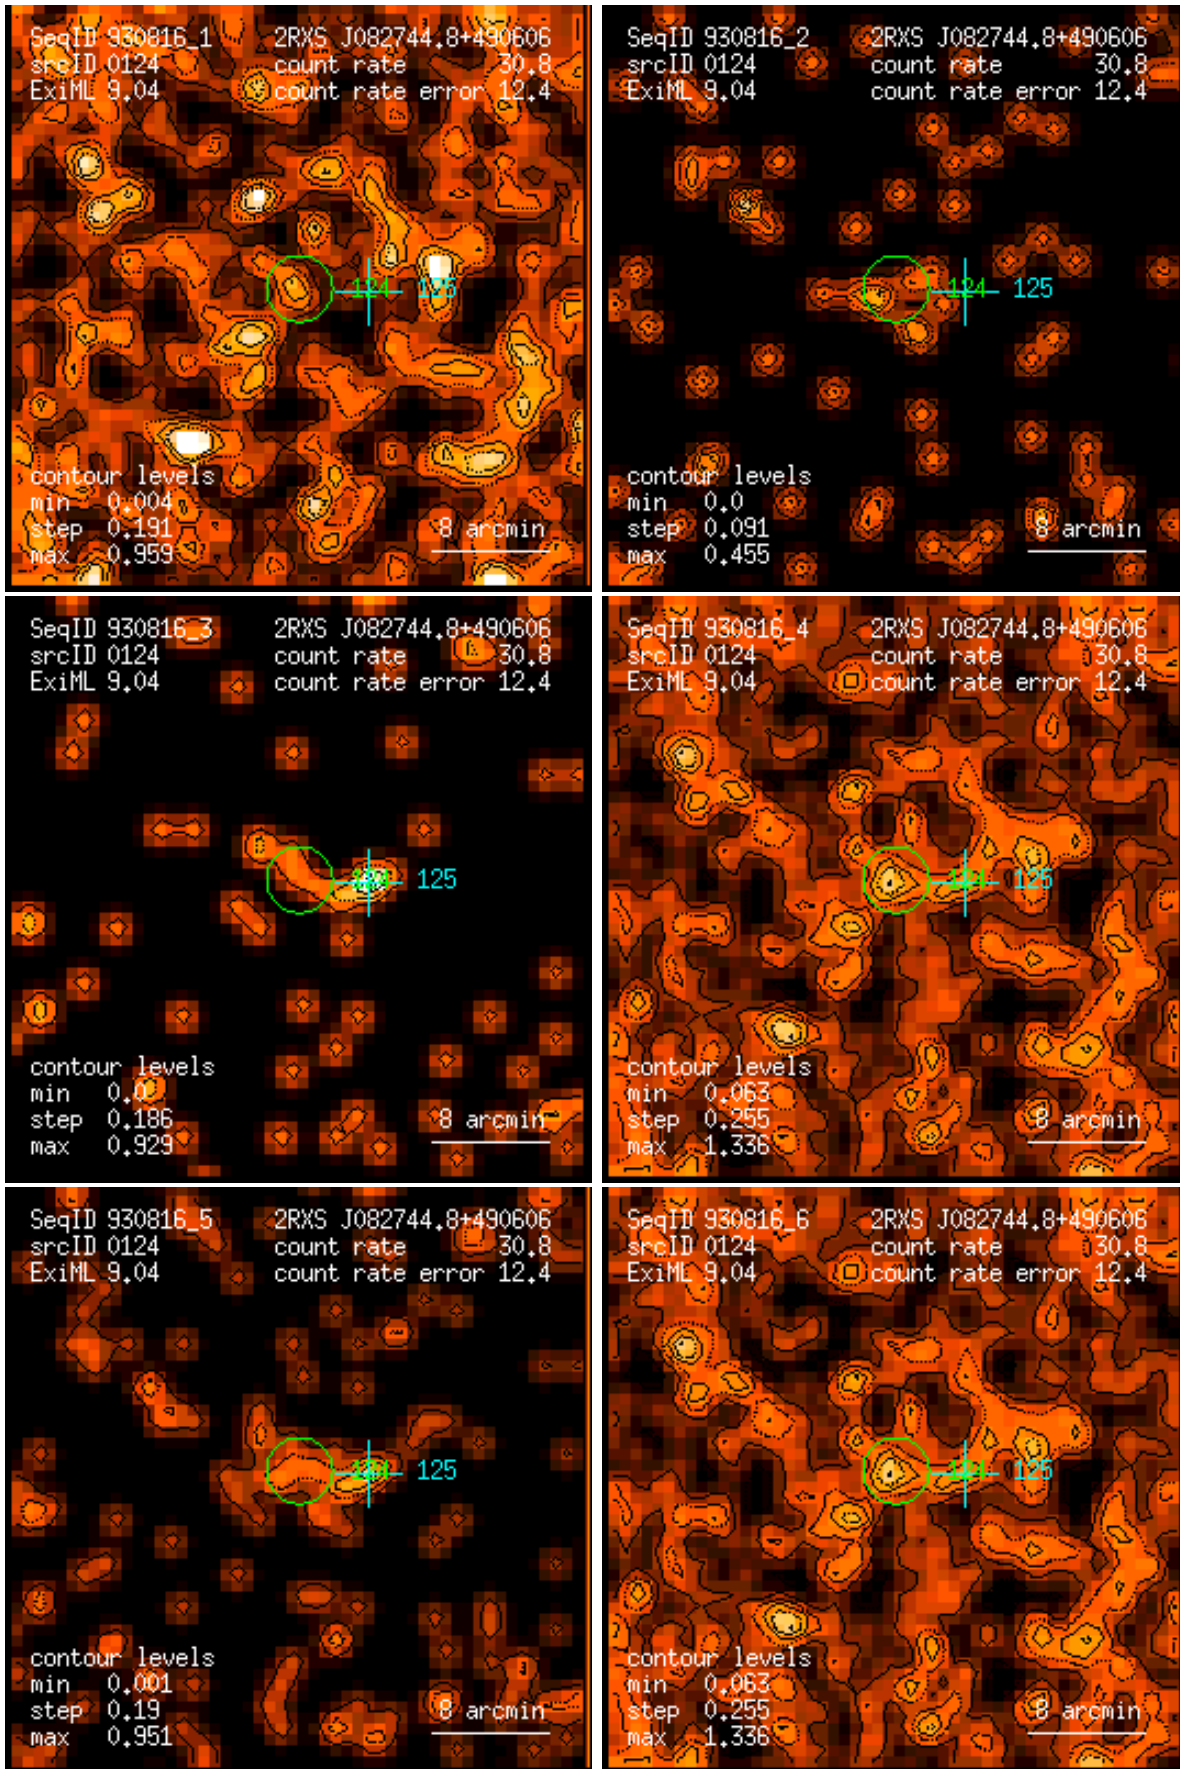 SeqID 930816_1 2RXS J082744.8+490606
srcID 0124 count rate 30.8
ExiML 9.04 count rate error 12.4
124 125
contour levels
min 0.004
step 0.191 8 arcmin
max 0.959
SeqID 930816_2 2RXS J082744.8+490606
srcID 0124 count rate 30.8
ExiML 9.04 count rate error 12.4
124 125
contour levels
min 0.0
step 0.091 8 arcmin
max 0.455
SeqID 930816_3 2RXS J082744.8+490606
srcID 0124 count rate 30.8
ExiML 9.04 count rate error 12.4
124 125
contour levels
min 0.0
step 0.186 8 arcmin
max 0.929
SeqID 930816_4 2RXS J082744.8+490606
srcID 0124 count rate 30.8
ExiML 9.04 count rate error 12.4
124 125
contour levels
min 0.063
step 0.255 8 arcmin
max 1.336
SeqID 930816_5 2RXS J082744.8+490606
srcID 0124 count rate 30.8
ExiML 9.04 count rate error 12.4
124 125
contour levels
min 0.001
step 0.19 8 arcmin
max 0.951
SeqID 930816_6 2RXS J082744.8+490606
srcID 0124 count rate 30.8
ExiML 9.04 count rate error 12.4
124 125
contour levels
min 0.063
step 0.255 8 arcmin
max 1.336